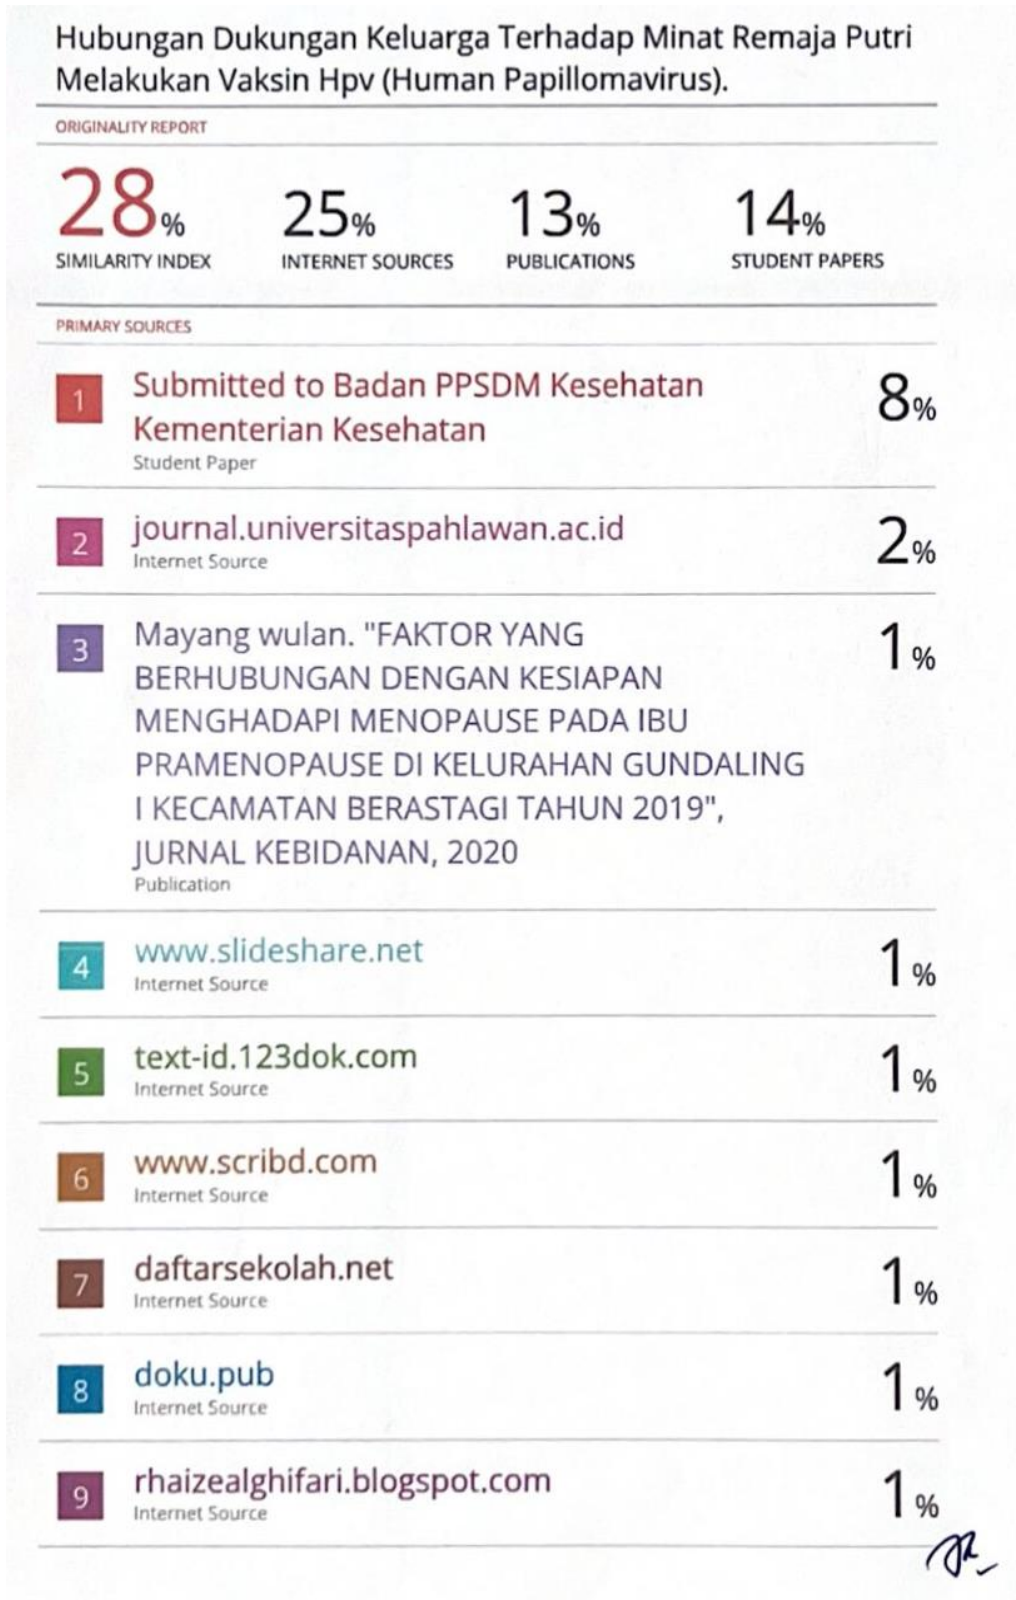 Hubungan Dukungan Keluarga Terhadap Minat Remaja Putri
Melakukan Vaksin Hpv (Human Papillomavirus).
ORIGINALITY REPORT
28% 25% 13% 14%
SIMILARITY INDEX INTERNET SOURCES PUBLICATIONS STUDENT PAPERS
PRIMARY SOURCES
1 Submitted to Badan PPSDM Kesehatan 8%
Kementerian Kesehatan
Student Paper
2 journal.universitaspahlawan.ac.id 2%
Internet Source
3 Mayang wulan. "FAKTOR YANG 1%
BERHUBUNGAN DENGAN KESIAPAN
MENGHADAPI MENOPAUSE PADA IBU
PRAMENOPAUSE DI KELURAHAN GUNDALING
I KECAMATAN BERASTAGI TAHUN 2019",
JURNAL KEBIDANAN, 2020
Publication
4 www.slideshare.net 1%
Internet Source
5 text-id.123dok.com 1%
Internet Source
6 www.scribd.com 1%
Internet Source
7 daftarsekolah.net 1%
Internet Source
8 doku.pub 1%
Internet Source
9 rhaizealghifari.blogspot.com 1%
Internet Source